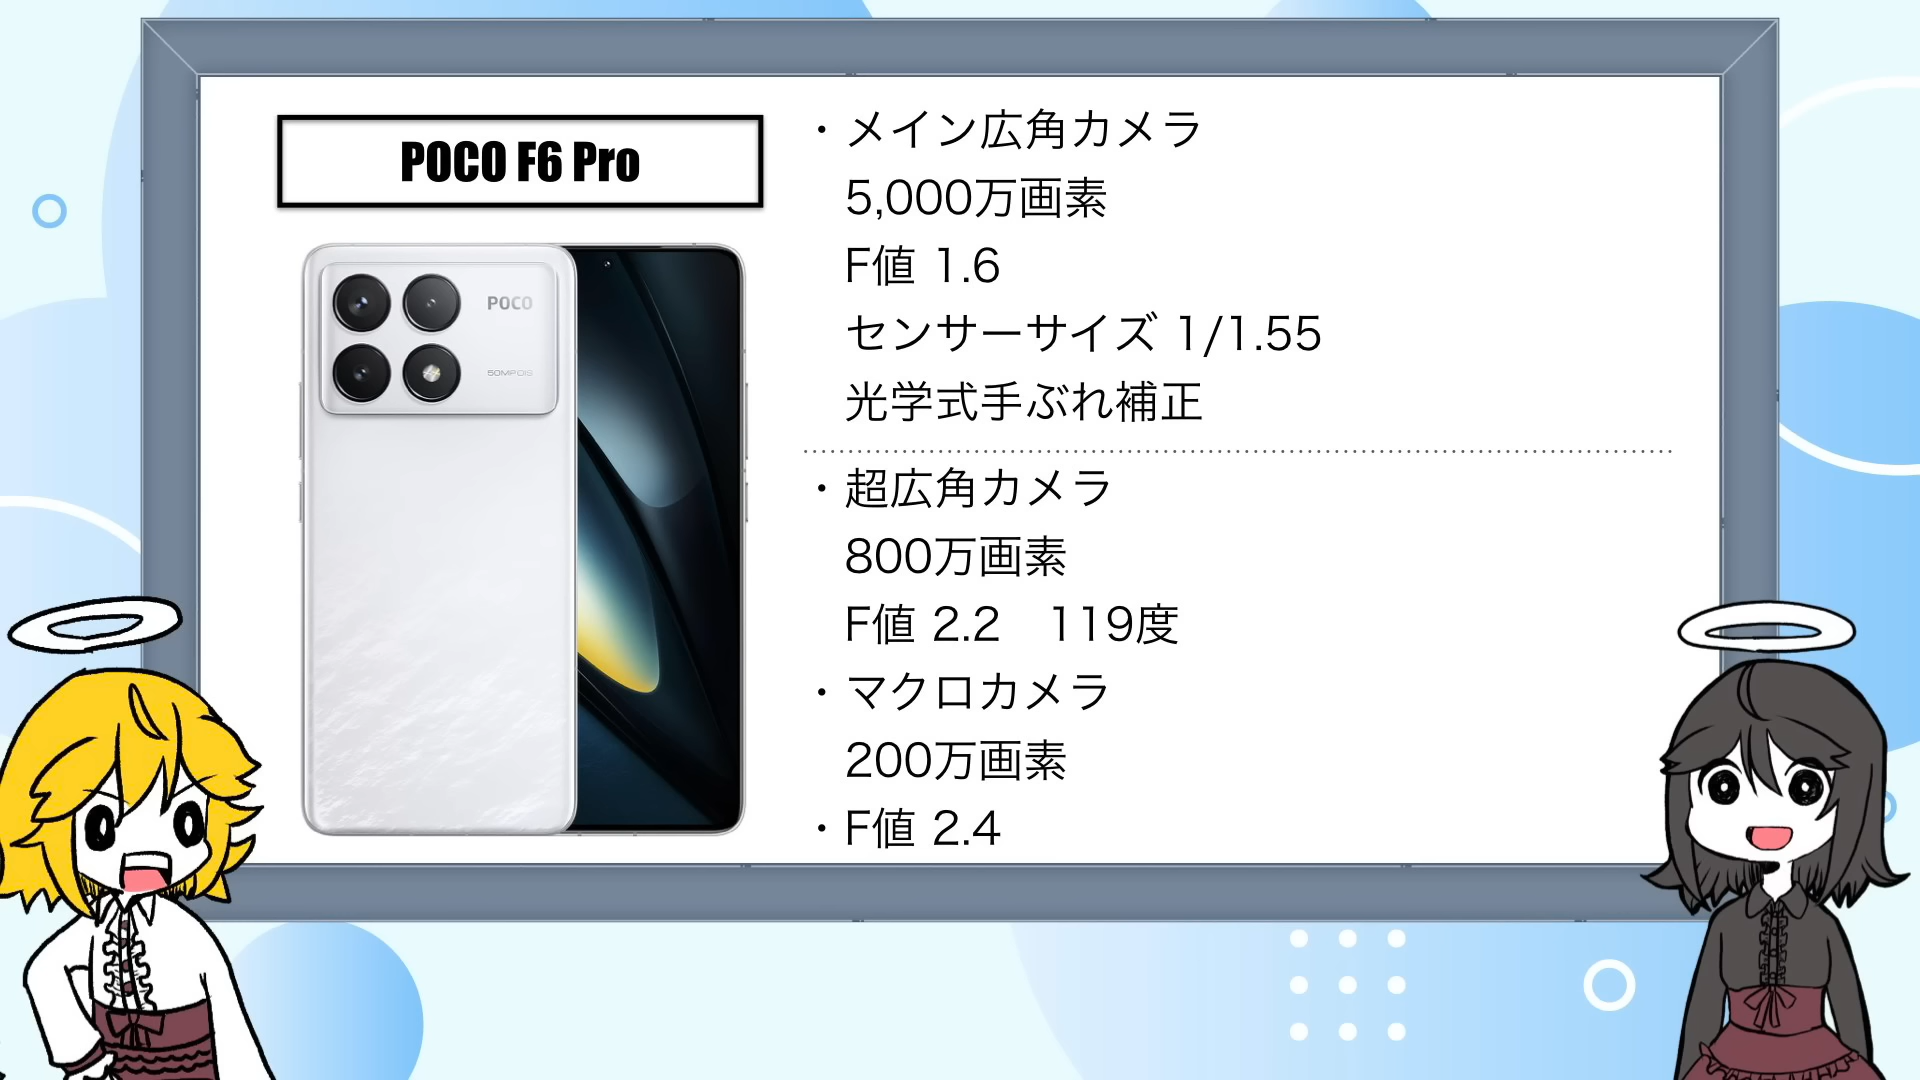 POCO F6 Pro
POCO
50MP OIS
・メイン広角カメラ
5,000万画素
F値 1.6
センサーサイズ 1/1.55
光学式手ぶれ補正
・超広角カメラ
800万画素
F値 2.2　119度
・マクロカメラ
200万画素
・F値 2.4